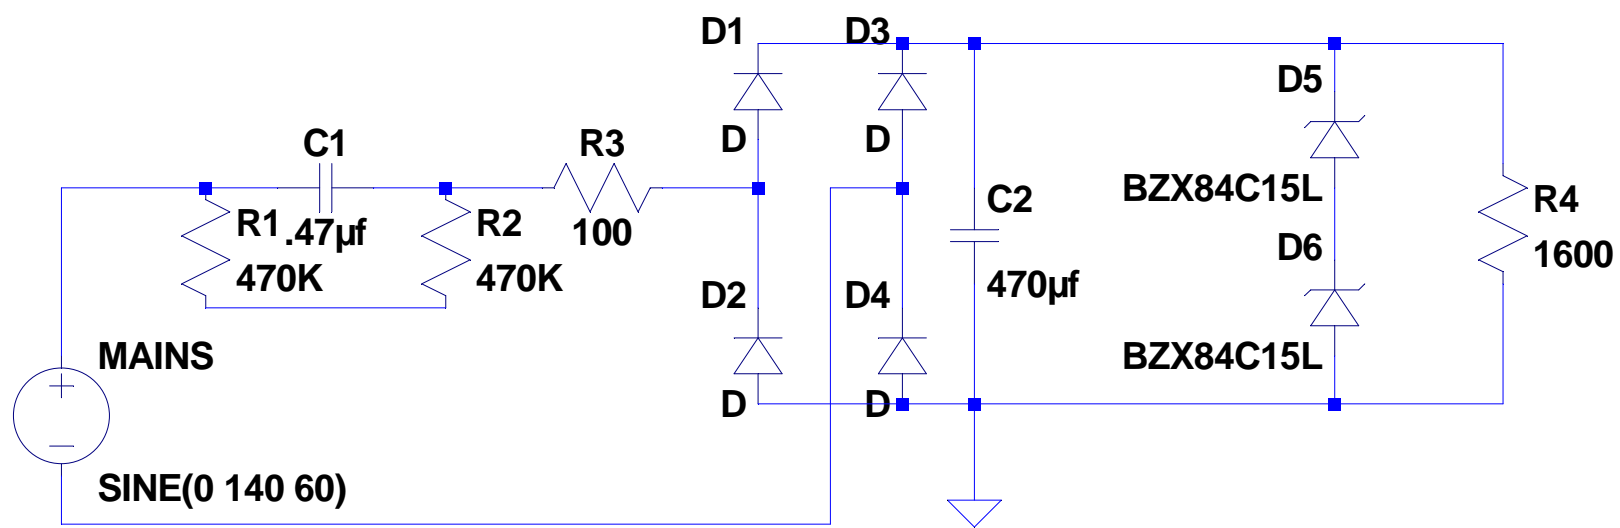 D1
D3
D5
D
D
C1
R3
BZX84C15L
C2
R4
R1
.47µf
R2
100
1600
470K
470K
D6
470µf
D2
D4
MAINS
BZX84C15L
D
D
SINE(0 140 60)